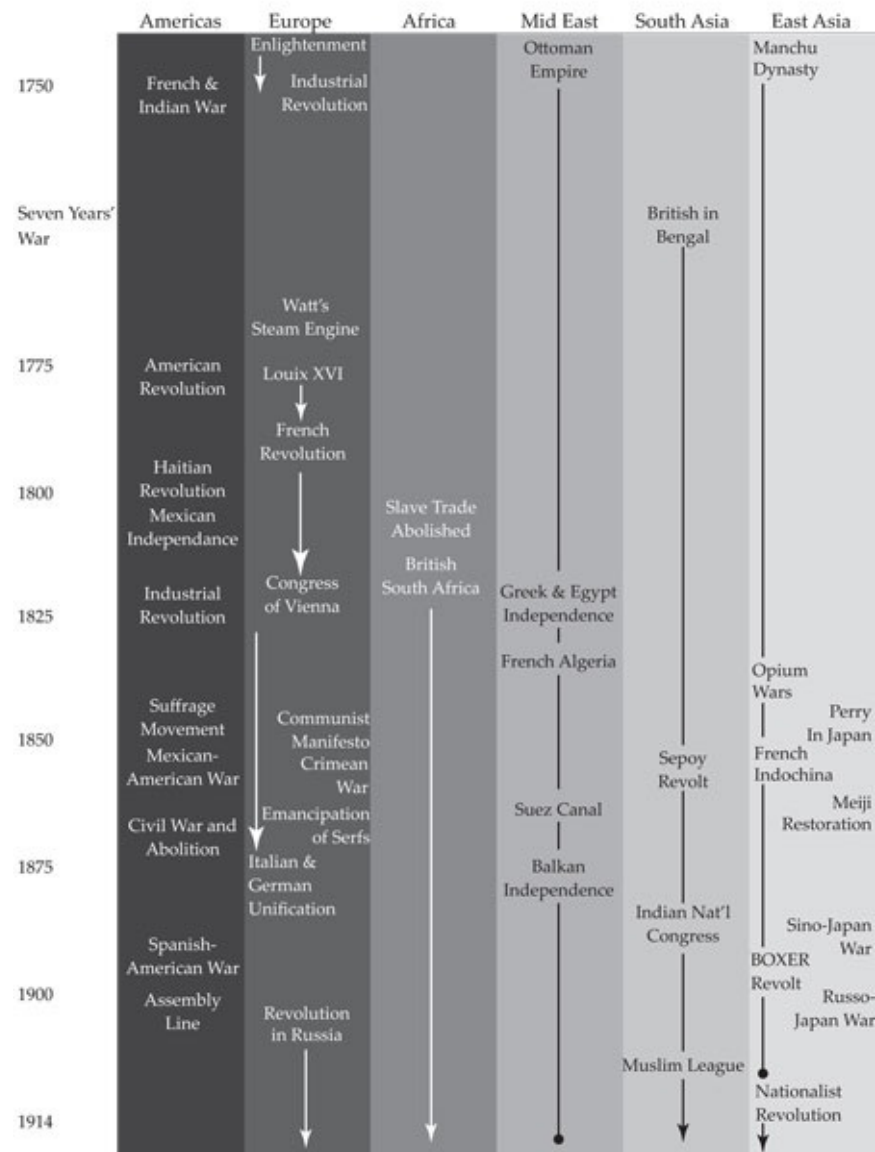 Americas
Europe
Africa
Mid East
South Asia
East Asia
1750
Seven Years'
War
1775
1800
1825
1850
1875
1900
1914
French &
Indian War
American
Revolution
Haitian
Revolution
Mexican
Independance
Industrial
Revolution
Suffrage
Movement
Mexican-
American War
Civil War and
Abolition
Spanish-
American War
Assembly
Line
Enlightenment
Industrial
Revolution
Watt's
Steam Engine
Louix XVI
French
Revolution
Congress
of Vienna
Communist
Manifesto
Crimean
War
Emancipation
of Serfs
Italian &
German
Unification
Revolution
in Russia
Slave Trade
Abolished
British
South Africa
Ottoman
Empire
Greek & Egypt
Independence
French Algeria
Suez Canal
Balkan
Independence
British in
Bengal
Sepoy
Revolt
Indian Nat'l
Congress
Muslim League
Manchu
Dynasty
Opium
Wars
Perry
In Japan
French
Indochina
Meiji
Restoration
Sino-Japan
War
BOXER
Revolt
Russo-
Japan War
Nationalist
Revolution